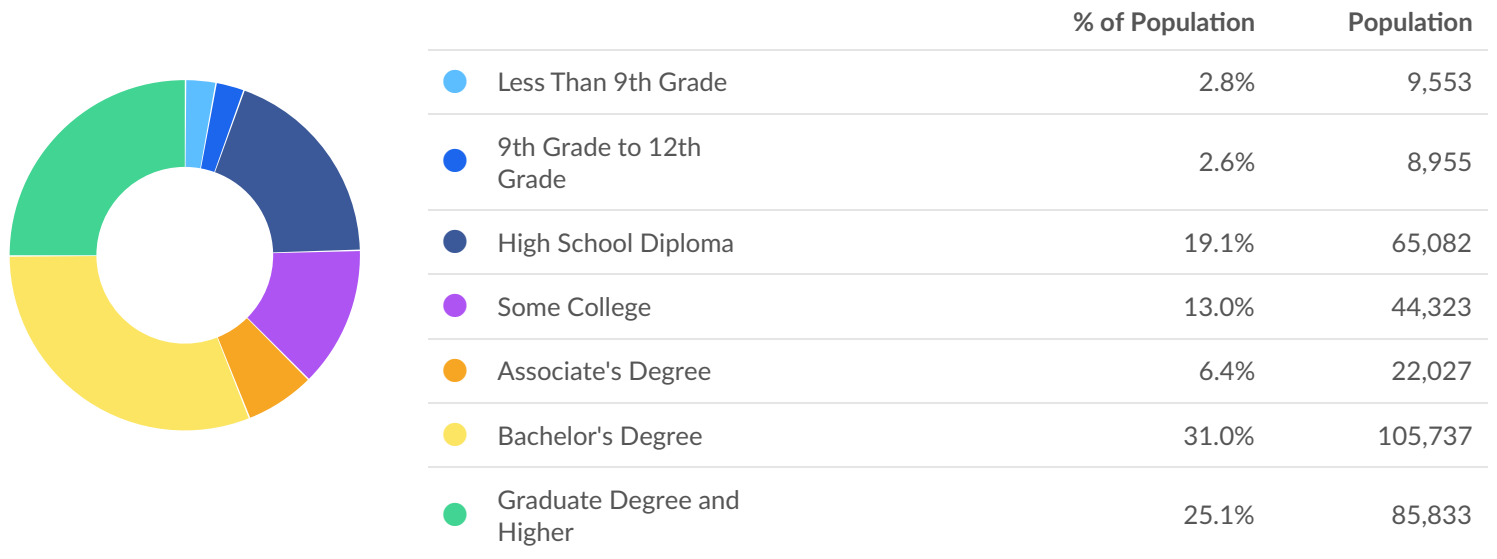 % of Population Population
Less Than 9th Grade 2.8% 9,553
9th Grade to 12th
Grade 2.6% 8,955
High School Diploma 19.1% 65,082
Some College 13.0% 44,323
Associate's Degree 6.4% 22,027
Bachelor's Degree 31.0% 105,737
Graduate Degree and
Higher 25.1% 85,833